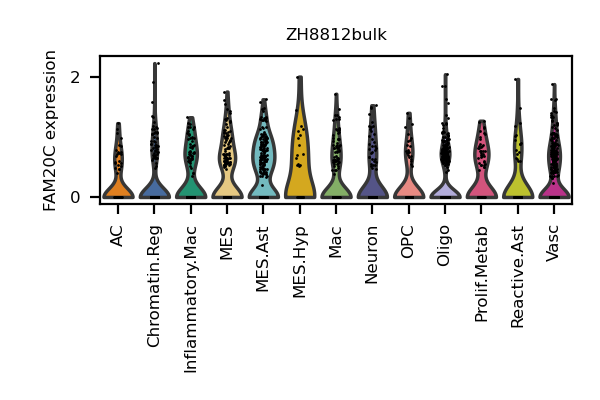 ZH8812bulk
FAM20C expression
2
0
AC
Chromatin.Reg
Inflammatory.Mac
MES
MES.Ast
MES.Hyp
Mac
Neuron
OPC
Oligo
Prolif.Metab
Reactive.Ast
Vasc